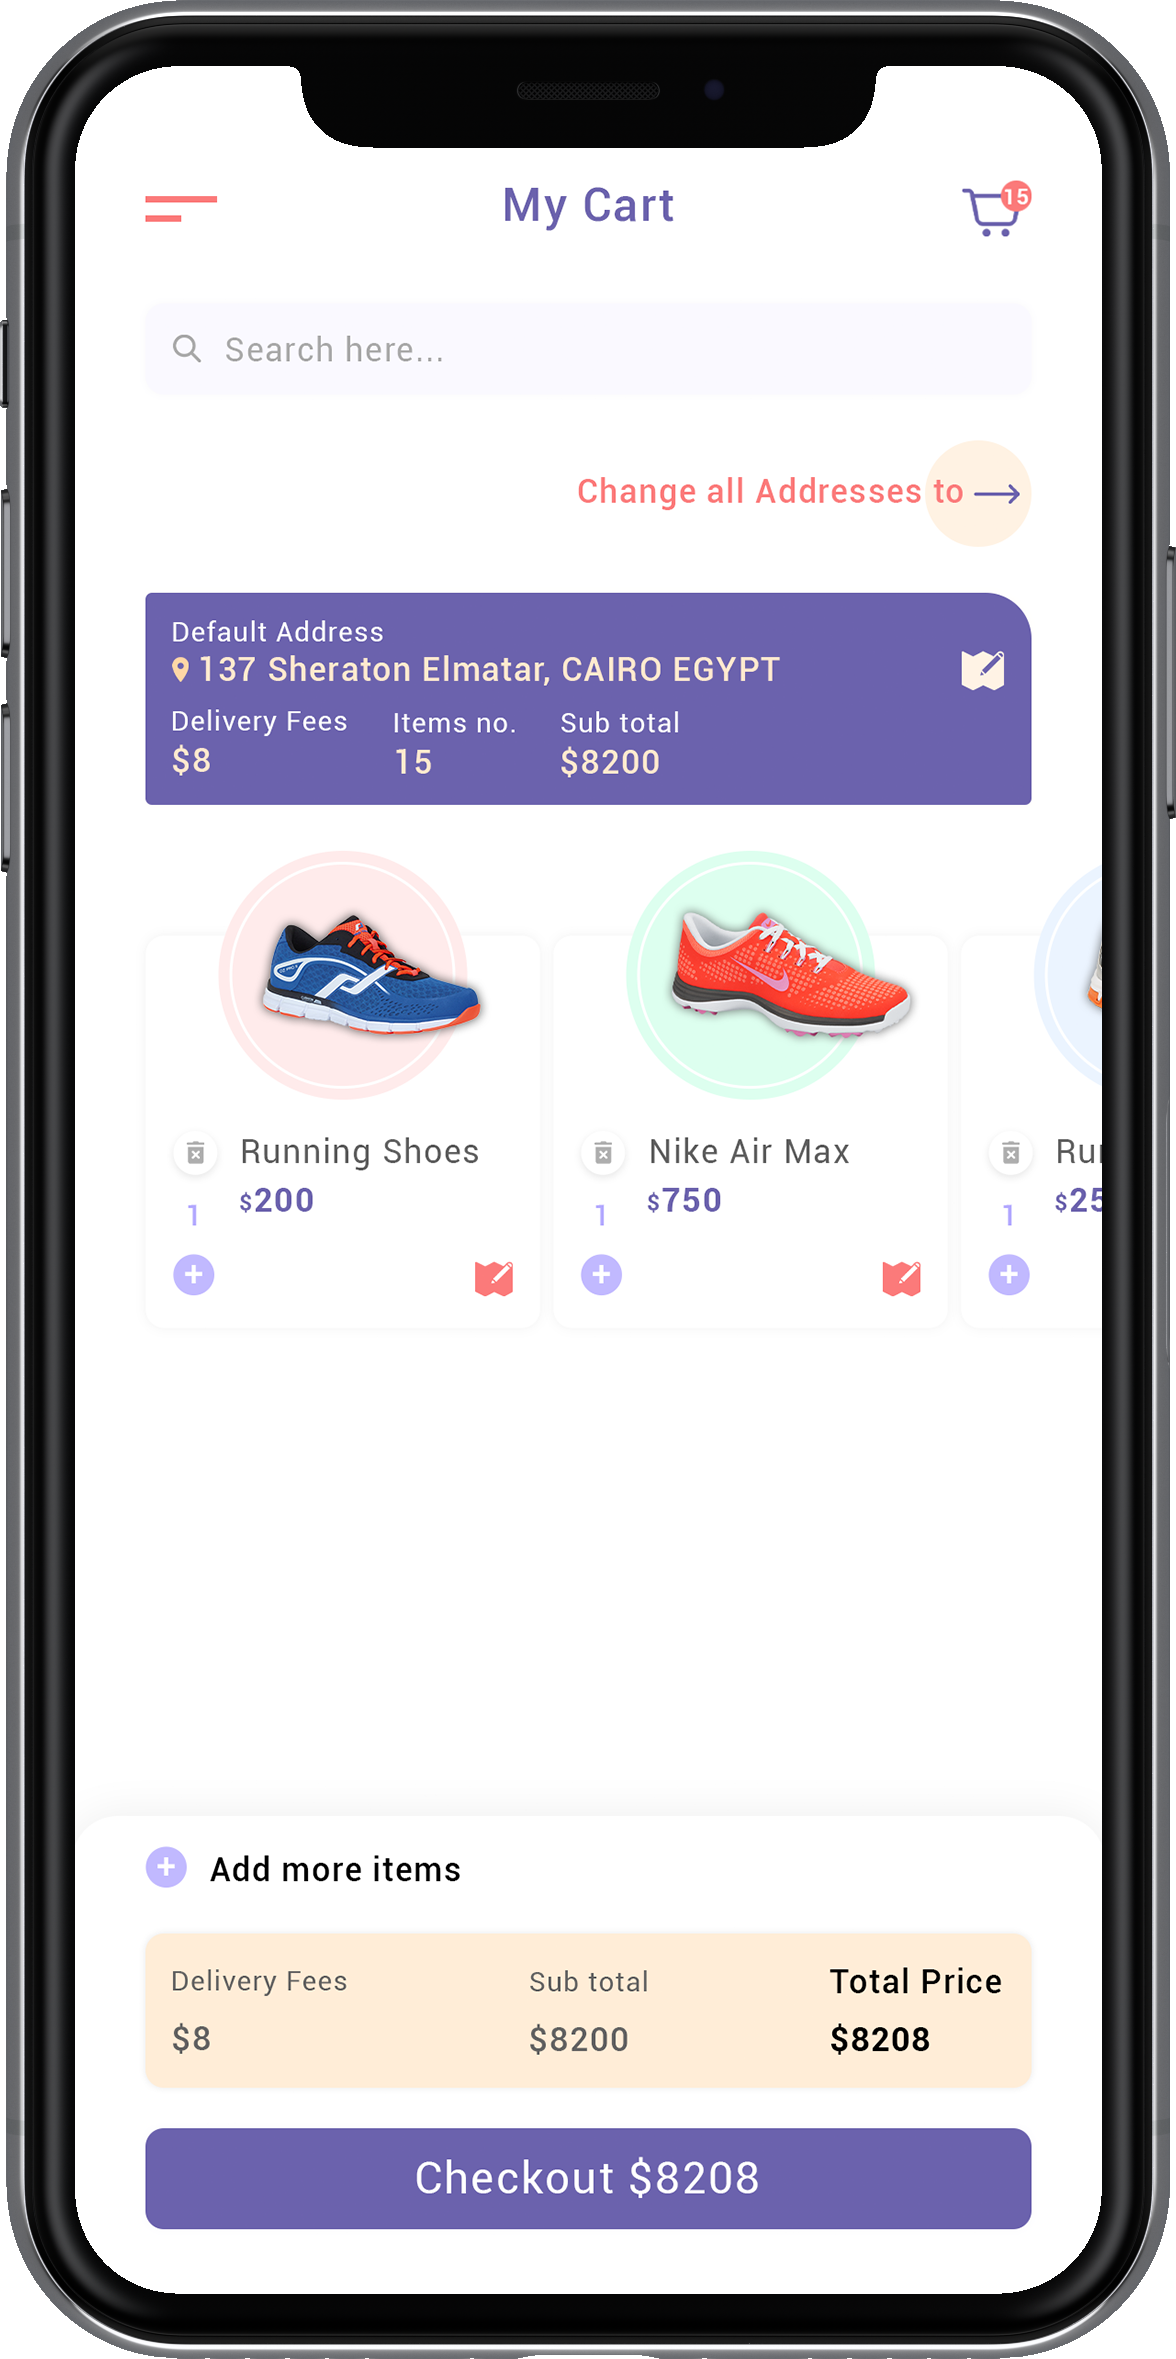 My Cart
15
Search here...
Change all Addresses to
Default Address
137 Sheraton Elmatar, CAIRO EGYPT
Delivery Fees Items no. Sub total
$8 15 $8200
Running Shoes Nike Air Max Ru
$200 $750 $25
1 1 1
Add more items
Delivery Fees Sub total Total Price
$8 $8200 $8208
Checkout $8208